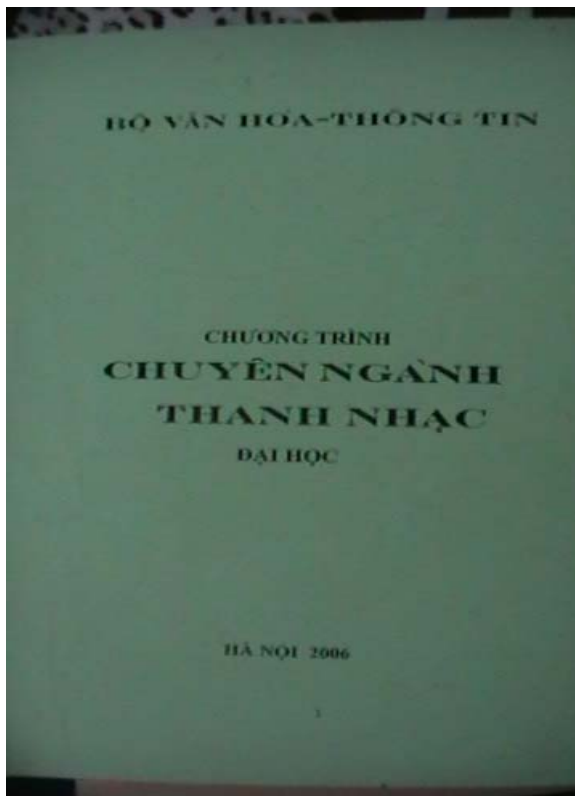 BỘ VĂN HÓA-THÔNG TIN
CHƯƠNG TRÌNH
CHUYÊN NGÀNH
THANH NHẠC
ĐẠI HỌC
HÀ NỘI 2006